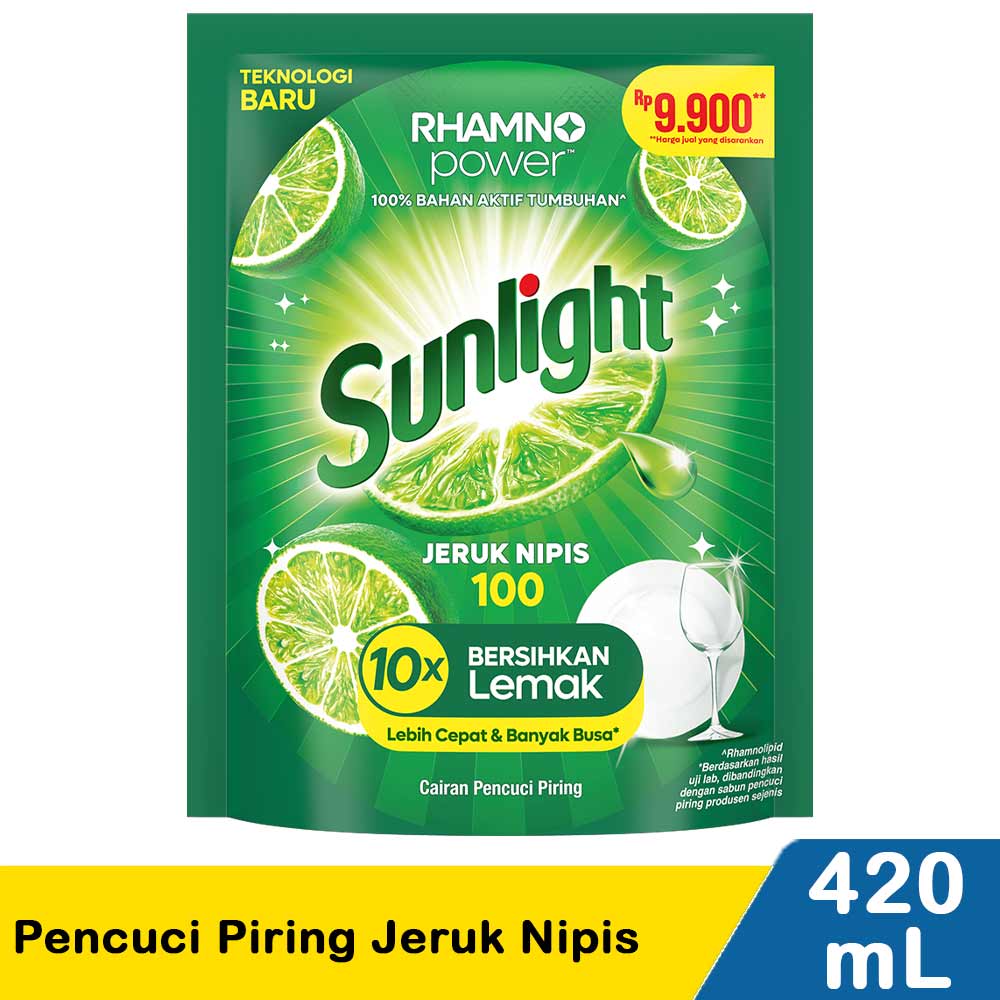 TEKNOLOGI
BARU
RHAMNO
power™
100% BAHAN AKTIF TUMBUHAN^
Rp9.900**
**Harga jual yang disarankan
Sunlight
JERUK NIPIS
100
10x
BERSIHKAN
Lemak
Lebih Cepat & Banyak Busa*
^Rhamnolipid
*Berdasarkan hasil
uji lab, dibandingkan
dengan sabun pencuci
piring produsen sejenis
Cairan Pencuci Piring
Pencuci Piring Jeruk Nipis
420
mL